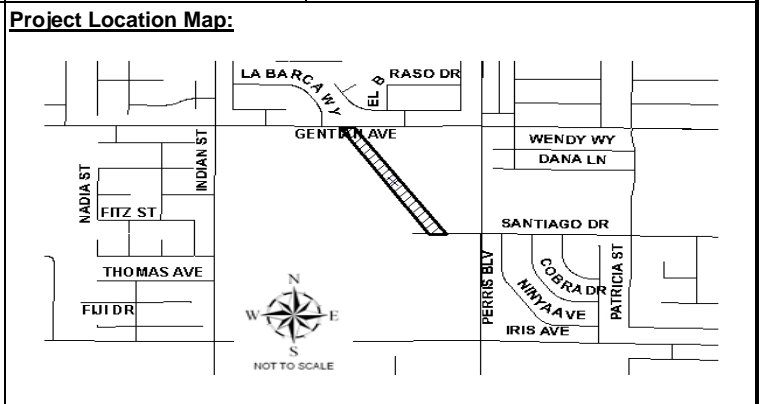 Project Location Map:
LA BARCA WY
EL B RASO DR
GENTIAN AVE
INDIAN ST
WENDY WY
DANA LN
NADIA ST
FITZ ST
SANTIAGO DR
THOMAS AVE
PERRIS BLV
COBRA DR
PATRICIA ST
NINYA AVE
FIJI DR
IRIS AVE
N
W E
S
NOT TO SCALE